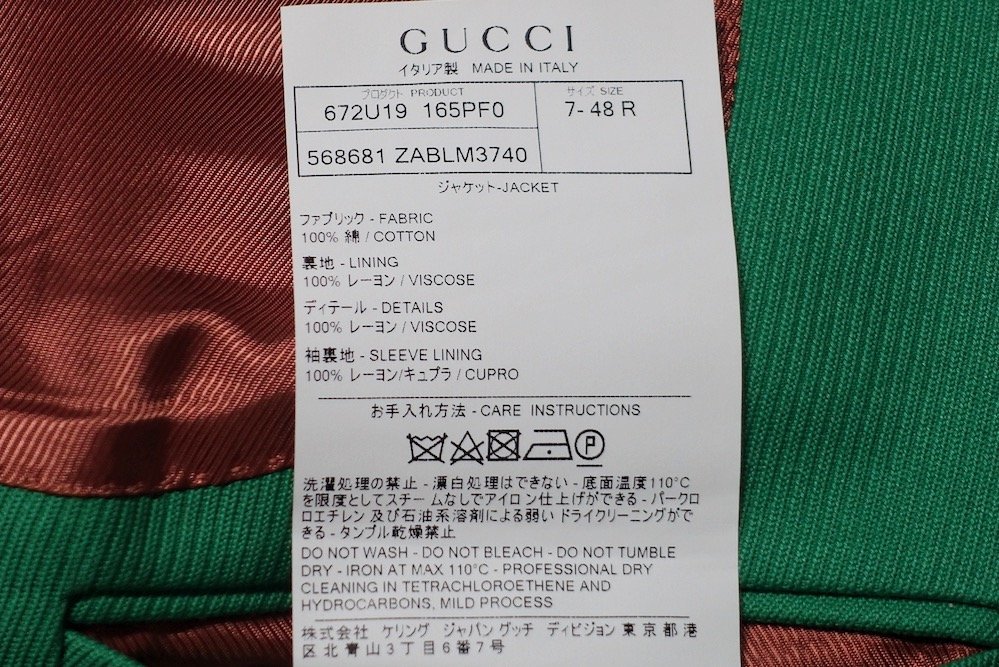 GUCCI
イタリア製 MADE IN ITALY
プロダクト PRODUCT サイズ SIZE
672U19 165PF0 7- 48 R
568681 ZABLM3740
ジャケット-JACKET
ファブリック - FABRIC
100% 綿 / COTTON
裏地 - LINING
100% レーヨン / VISCOSE
ディテール - DETAILS
100% レーヨン / VISCOSE
袖裏地 - SLEEVE LINING
100% レーヨン/キュプラ / CUPRO
お手入れ方法 - CARE INSTRUCTIONS
P
洗濯処理の禁止 - 漂白処理はできない - 底面温度110℃
を限度としてスチームなしでアイロン仕上げができる - パークロ
ロエチレン 及び石油系溶剤による弱い ドライクリーニングがで
きる - タンブル乾燥禁止
DO NOT WASH - DO NOT BLEACH - DO NOT TUMBLE
DRY - IRON AT MAX 110°C - PROFESSIONAL DRY
CLEANING IN TETRACHLOROETHENE AND
HYDROCARBONS, MILD PROCESS
株式会社 ケリング ジャパン グッチ ディビジョン 東京都港
区北青山3丁目6番7号